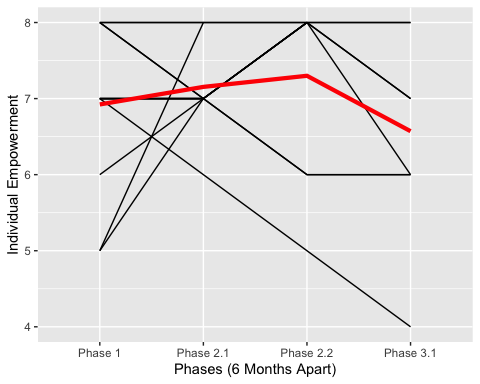 8
7
6
5
4
Individual Empowerment
Phase 1 Phase 2.1 Phase 2.2 Phase 3.1
Phases (6 Months Apart)